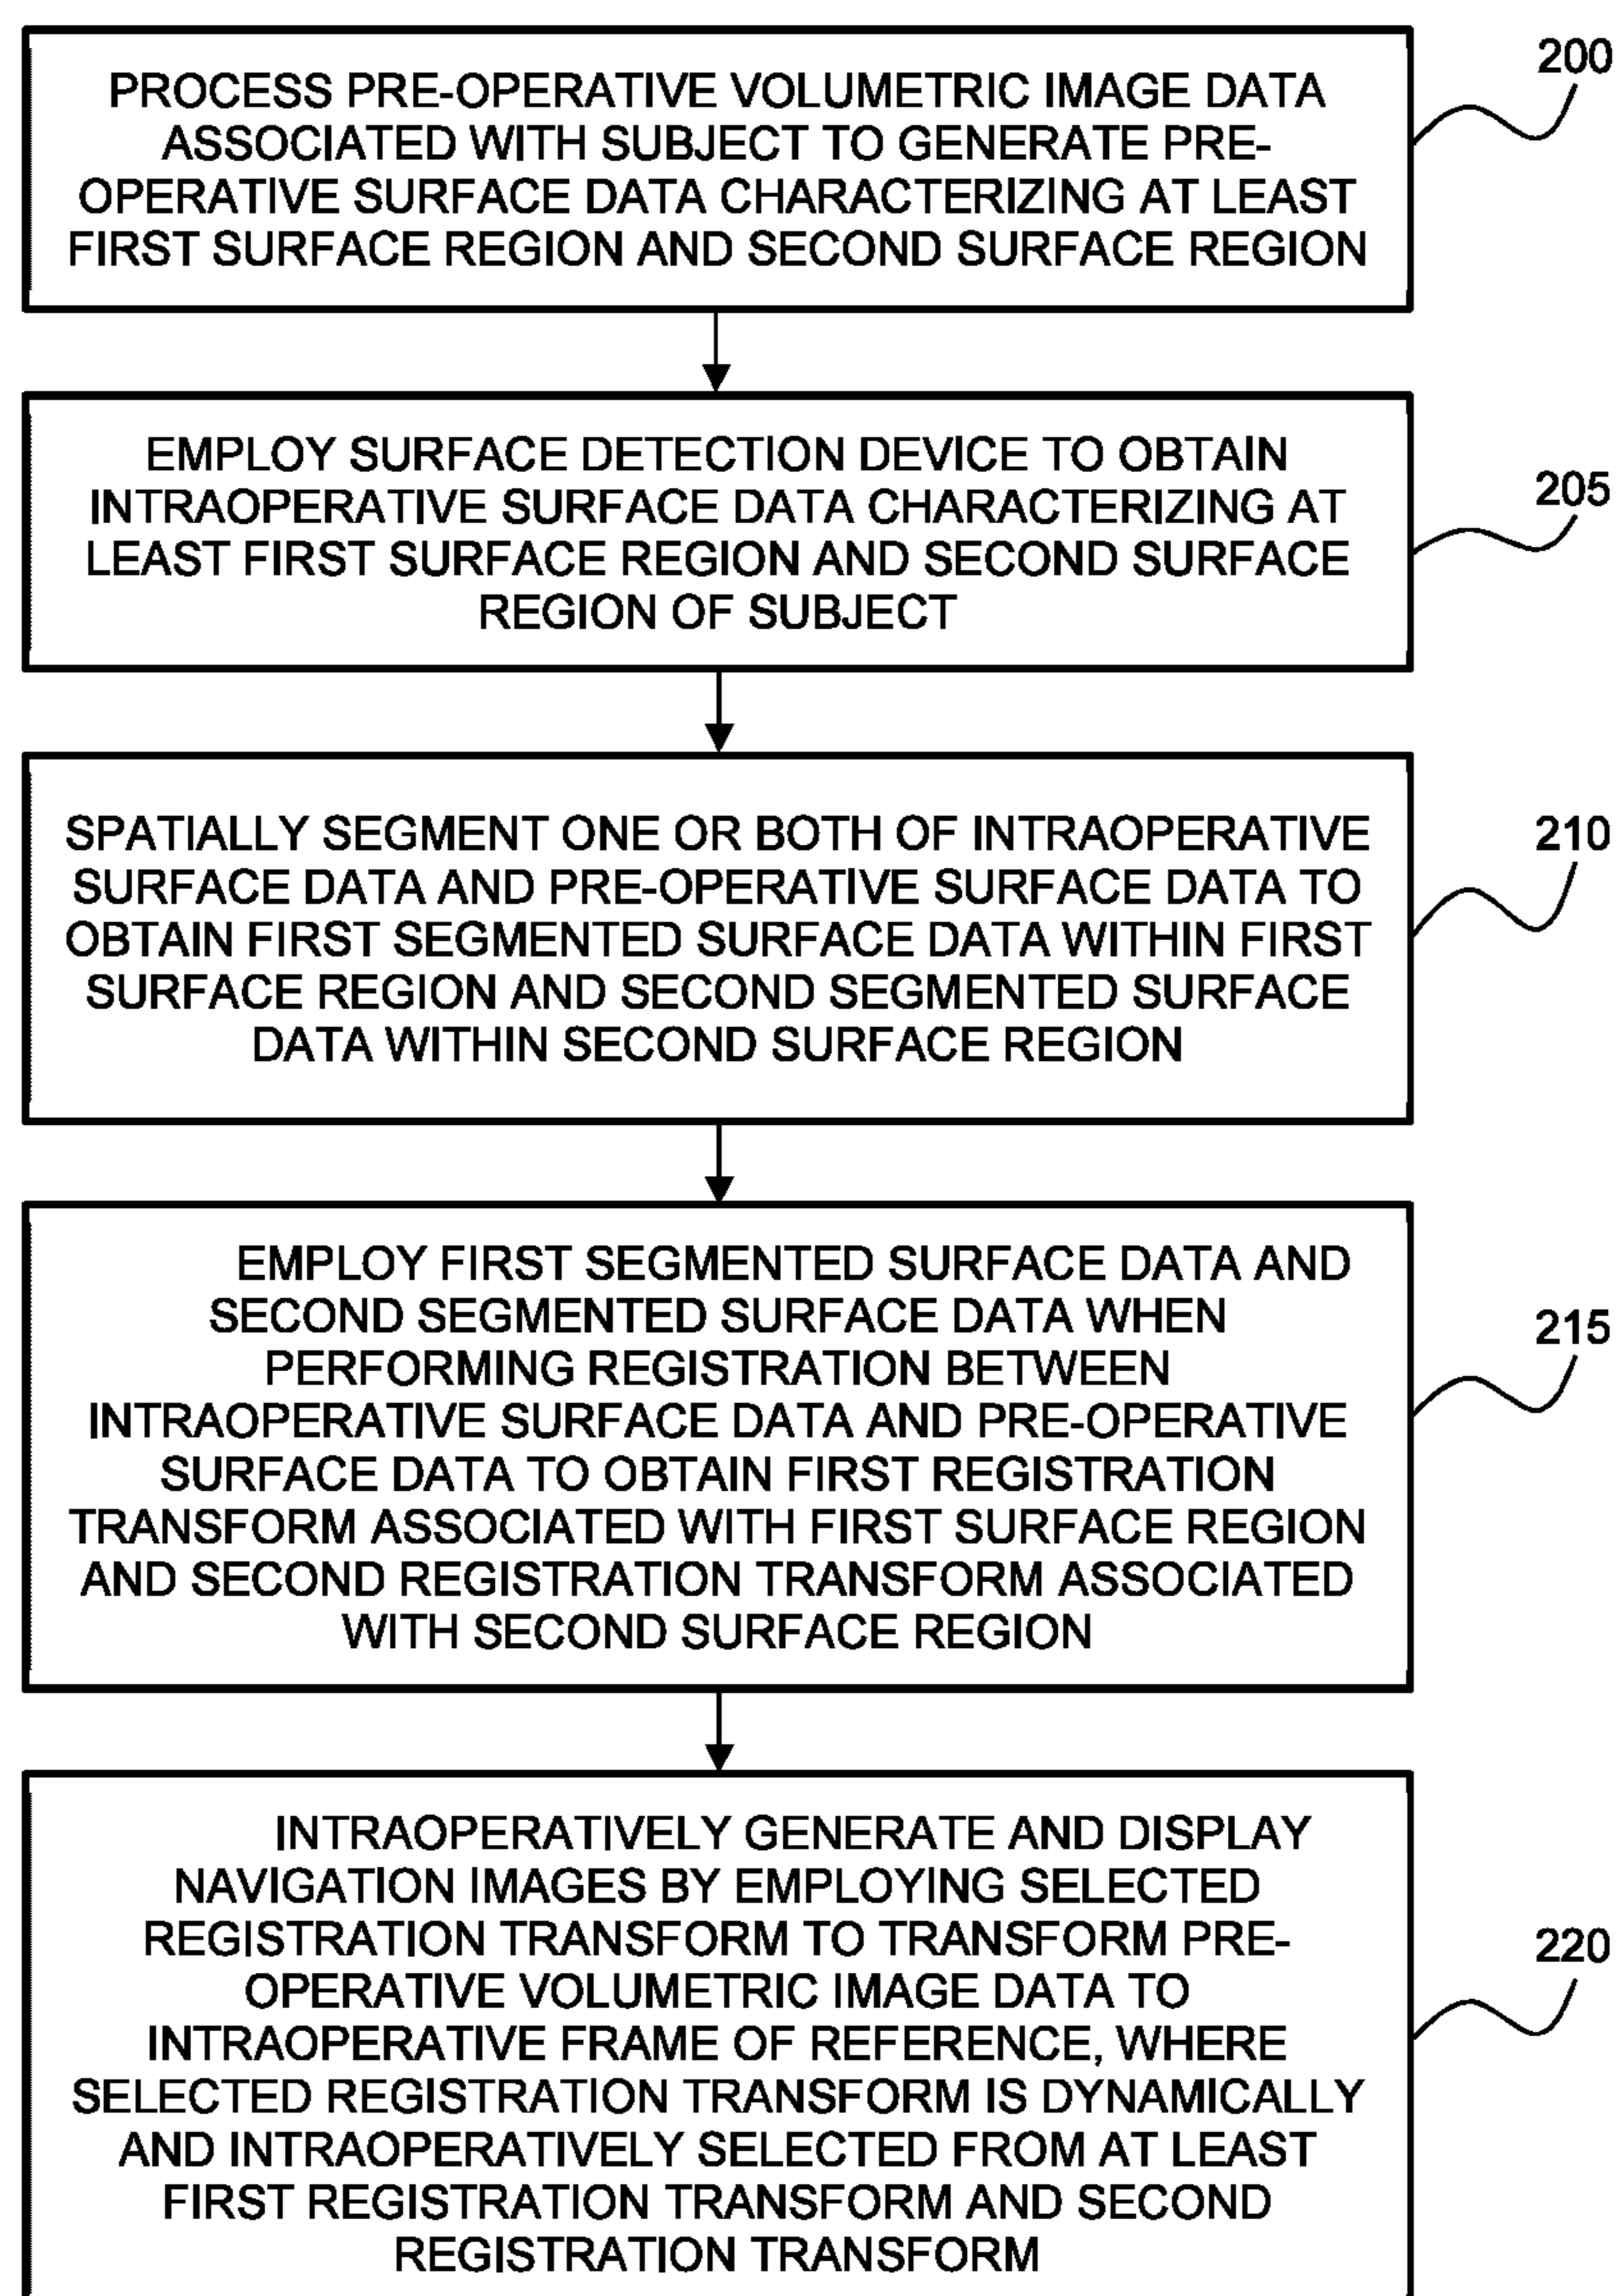 200
PROCESS PRE-OPERATIVE VOLUMETRIC IMAGE DATA
ASSOCIATED WITH SUBJECT TO GENERATE PRE-
OPERATIVE SURFACE DATA CHARACTERIZING AT LEAST
FIRST SURFACE REGION AND SECOND SURFACE REGION
205
EMPLOY SURFACE DETECTION DEVICE TO OBTAIN
INTRAOPERATIVE SURFACE DATA CHARACTERIZING AT
LEAST FIRST SURFACE REGION AND SECOND SURFACE
REGION OF SUBJECT
210
SPATIALLY SEGMENT ONE OR BOTH OF INTRAOPERATIVE
SURFACE DATA AND PRE-OPERATIVE SURFACE DATA TO
OBTAIN FIRST SEGMENTED SURFACE DATA WITHIN FIRST
SURFACE REGION AND SECOND SEGMENTED SURFACE
DATA WITHIN SECOND SURFACE REGION
215
EMPLOY FIRST SEGMENTED SURFACE DATA AND
SECOND SEGMENTED SURFACE DATA WHEN
PERFORMING REGISTRATION BETWEEN
INTRAOPERATIVE SURFACE DATA AND PRE-OPERATIVE
SURFACE DATA TO OBTAIN FIRST REGISTRATION
TRANSFORM ASSOCIATED WITH FIRST SURFACE REGION
AND SECOND REGISTRATION TRANSFORM ASSOCIATED
WITH SECOND SURFACE REGION
220
INTRAOPERATIVELY GENERATE AND DISPLAY
NAVIGATION IMAGES BY EMPLOYING SELECTED
REGISTRATION TRANSFORM TO TRANSFORM PRE-
OPERATIVE VOLUMETRIC IMAGE DATA TO
INTRAOPERATIVE FRAME OF REFERENCE, WHERE
SELECTED REGISTRATION TRANSFORM IS DYNAMICALLY
AND INTRAOPERATIVELY SELECTED FROM AT LEAST
FIRST REGISTRATION TRANSFORM AND SECOND
REGISTRATION TRANSFORM